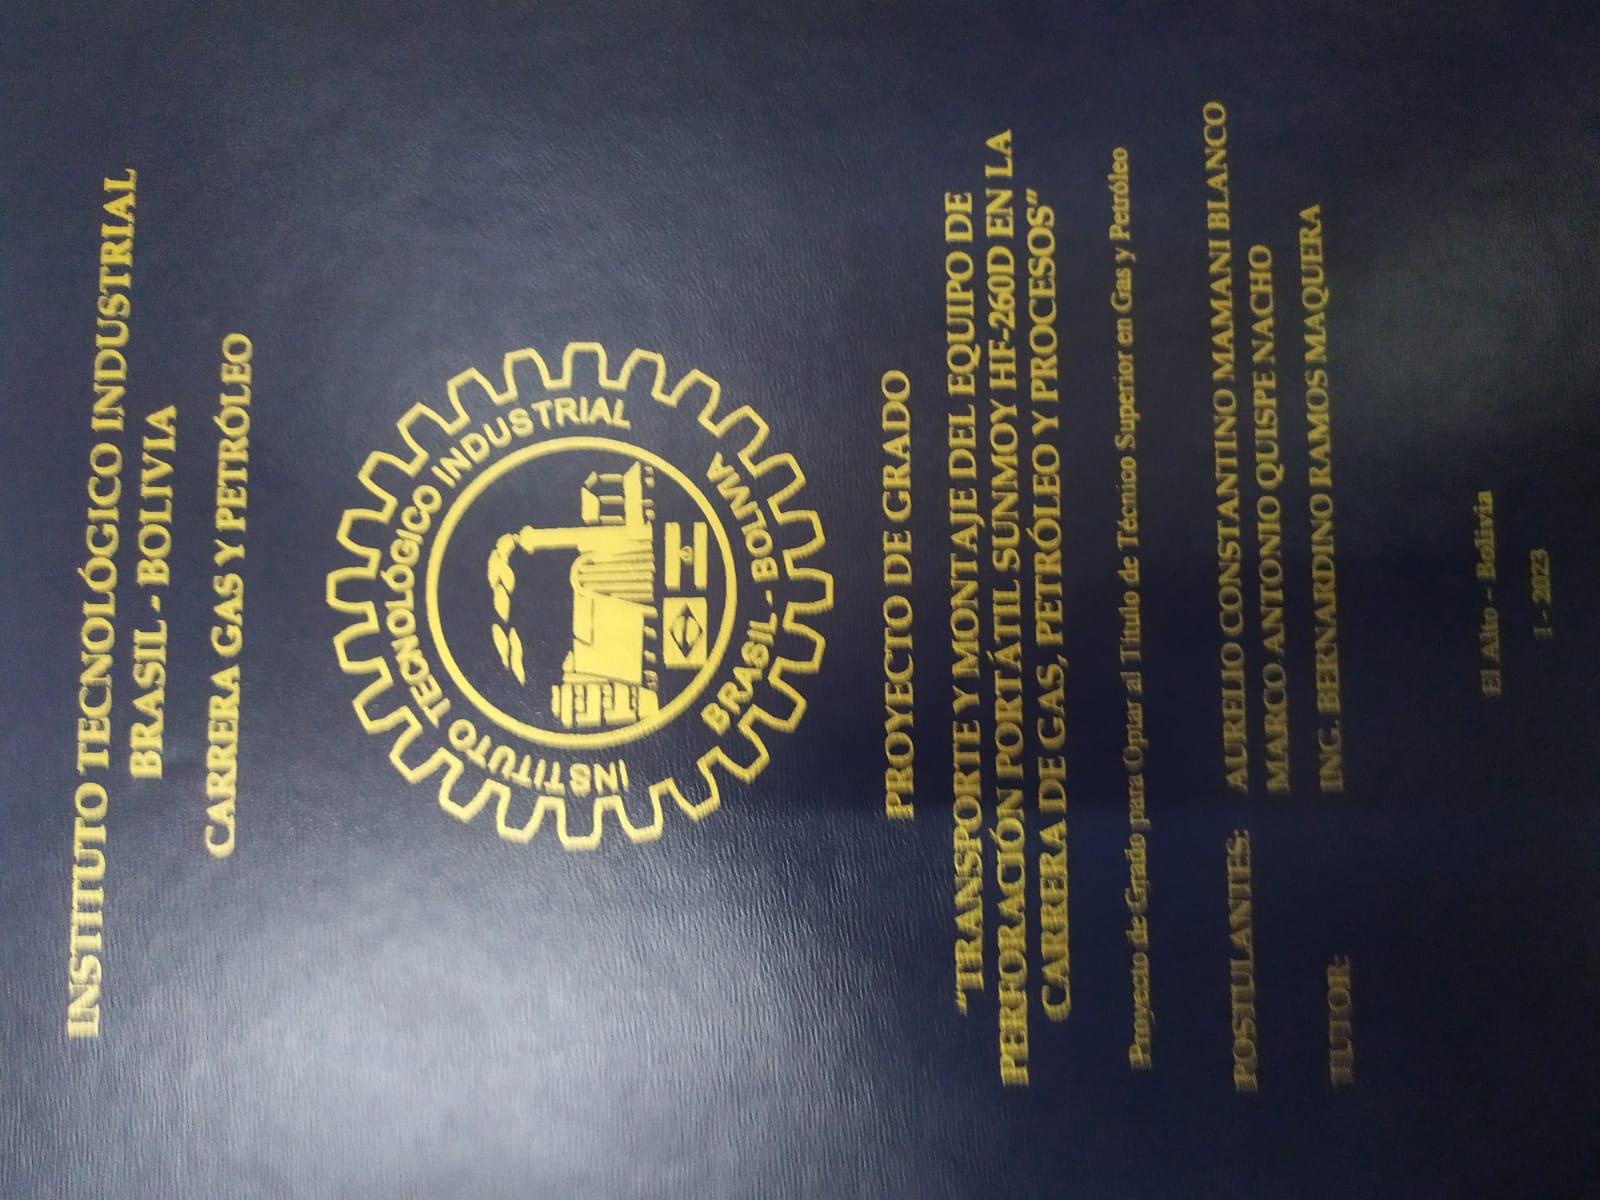 INSTITUTO TECNOLÓGICO INDUSTRIAL
BRASIL - BOLIVIA
CARRERA GAS Y PETRÓLEO
INSTITUTO TECNOLÓGICO INDUSTRIAL
BRASIL - BOLIVIA
PROYECTO DE GRADO
“TRANSPORTE Y MONTAJE DEL EQUIPO DE
PERFORACIÓN PORTÁTIL SUNMOY HF-260D EN LA
CARRERA DE GAS, PETRÓLEO Y PROCESOS”
Proyecto de Grado para Optar al Título de Técnico Superior en Gas y Petróleo
POSTULANTES: AURELIO CONSTANTINO MAMANI BLANCO
MARCO ANTONIO QUISPE NACHO
TUTOR: ING. BERNARDINO RAMOS MAQUERA
El Alto – Bolivia
I - 2023